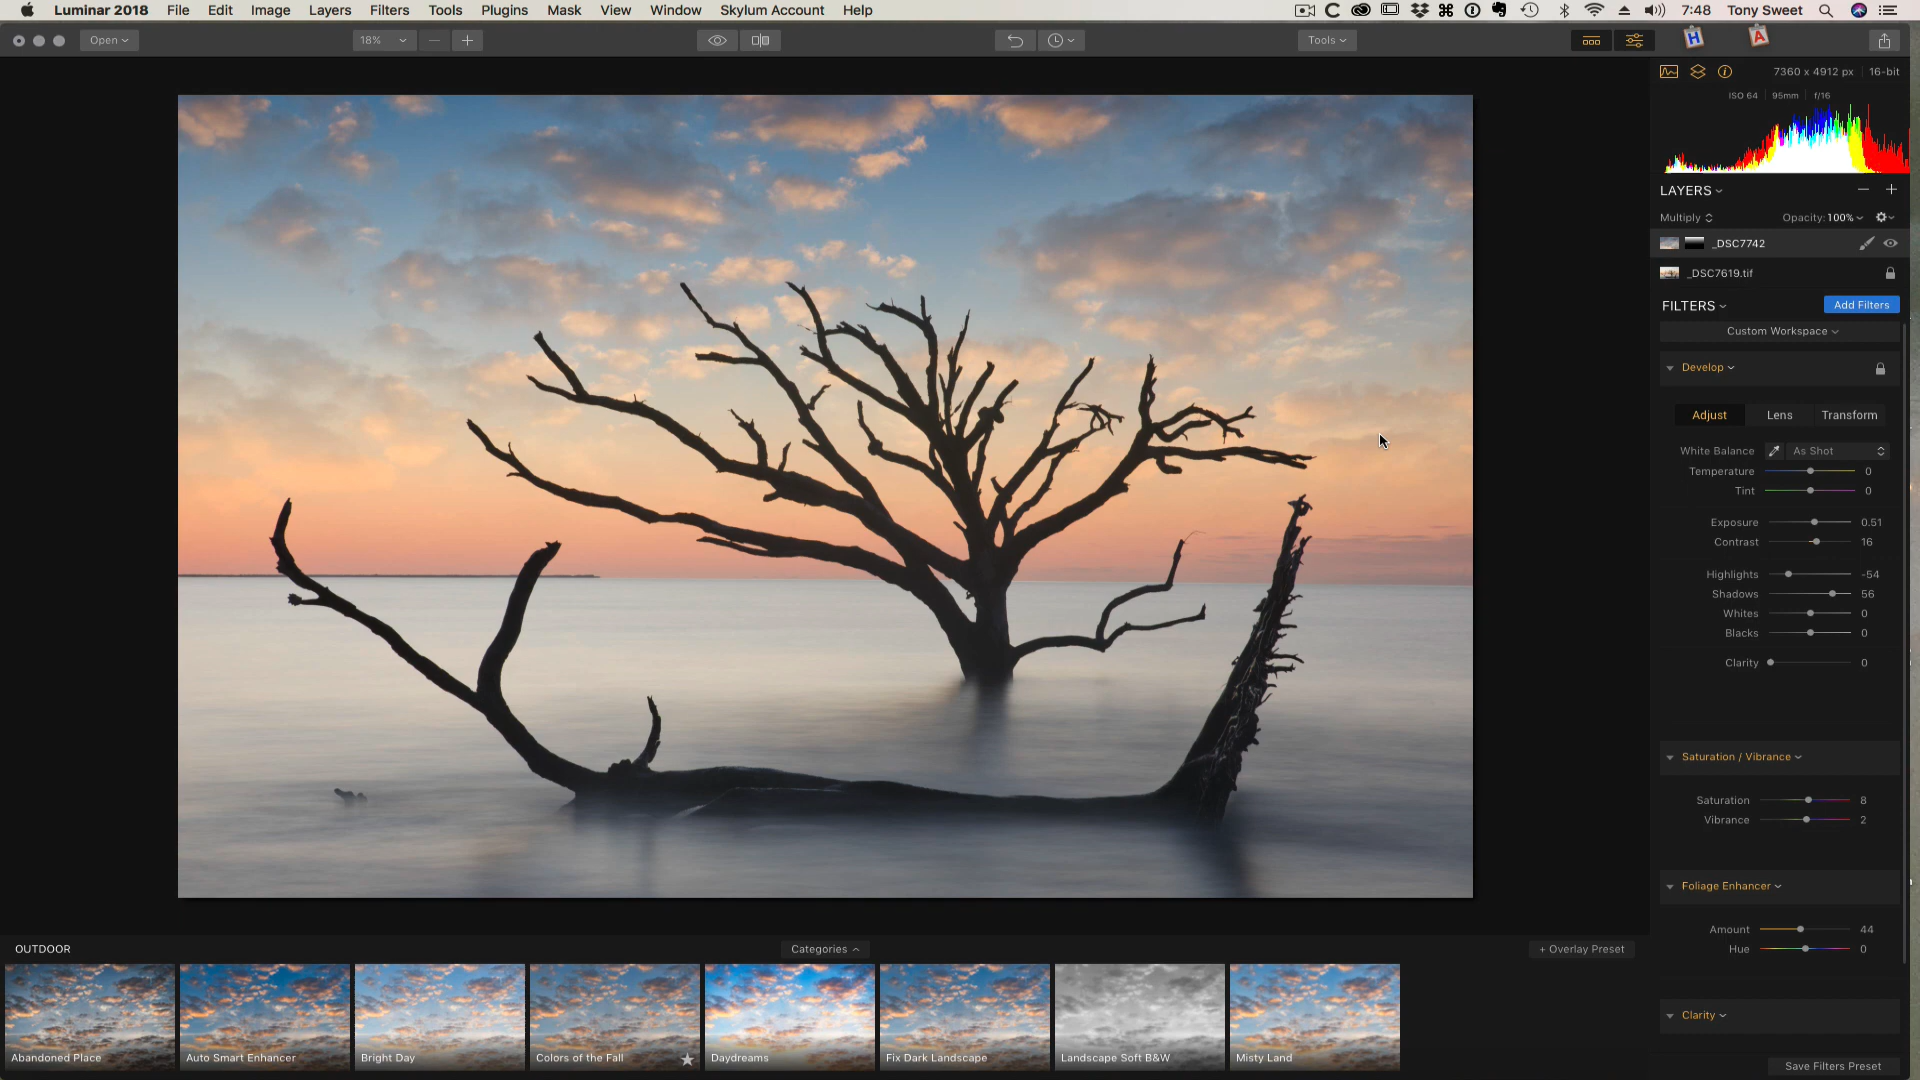 Luminar 2018 File Edit Image Layers Filters Tools Plugins Mask View Window Skylum Account Help 7:48 Tony Sweet
Open 18% Tools H A
7360 x 4912 px 16-bit
ISO 64 95mm f/16
LAYERS
Multiply Opacity: 100%
_DSC7742
_DSC7619.tif
FILTERS Add Filters
Custom Workspace
Develop
Adjust Lens Transform
White Balance As Shot
Temperature 0
Tint 0
Exposure 0.51
Contrast 16
Highlights -54
Shadows 56
Whites 0
Blacks 0
Clarity 0
Saturation / Vibrance
Saturation 8
Vibrance 2
Foliage Enhancer
Amount 44
Hue 0
Clarity
Save Filters Preset
OUTDOOR Categories + Overlay Preset
Abandoned Place Auto Smart Enhancer Bright Day Colors of the Fall Daydreams Fix Dark Landscape Landscape Soft B&W Misty Land